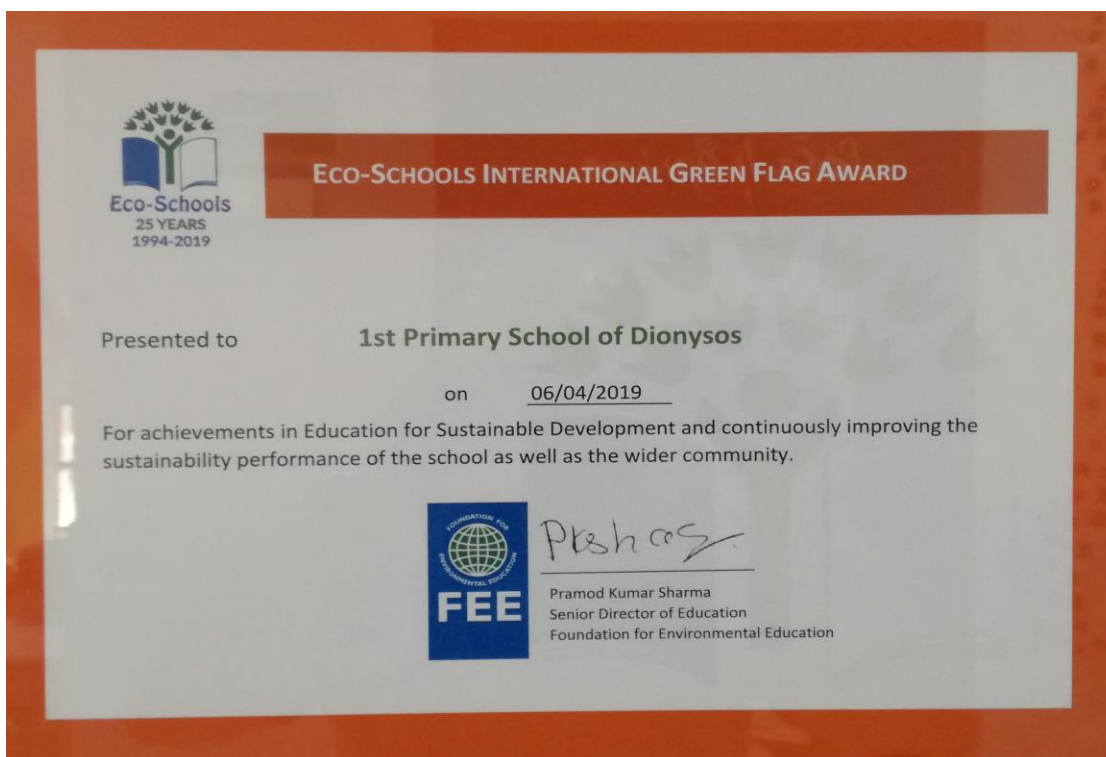 Eco-Schools
25 YEARS
1994-2019
ECO-SCHOOLS INTERNATIONAL GREEN FLAG AWARD
Presented to 1st Primary School of Dionysos
on 06/04/2019
For achievements in Education for Sustainable Development and continuously improving the
sustainability performance of the school as well as the wider community.
FOUNDATION FOR
ENVIRONMENTAL EDUCATION
FEE
Pramod Kumar Sharma
Senior Director of Education
Foundation for Environmental Education